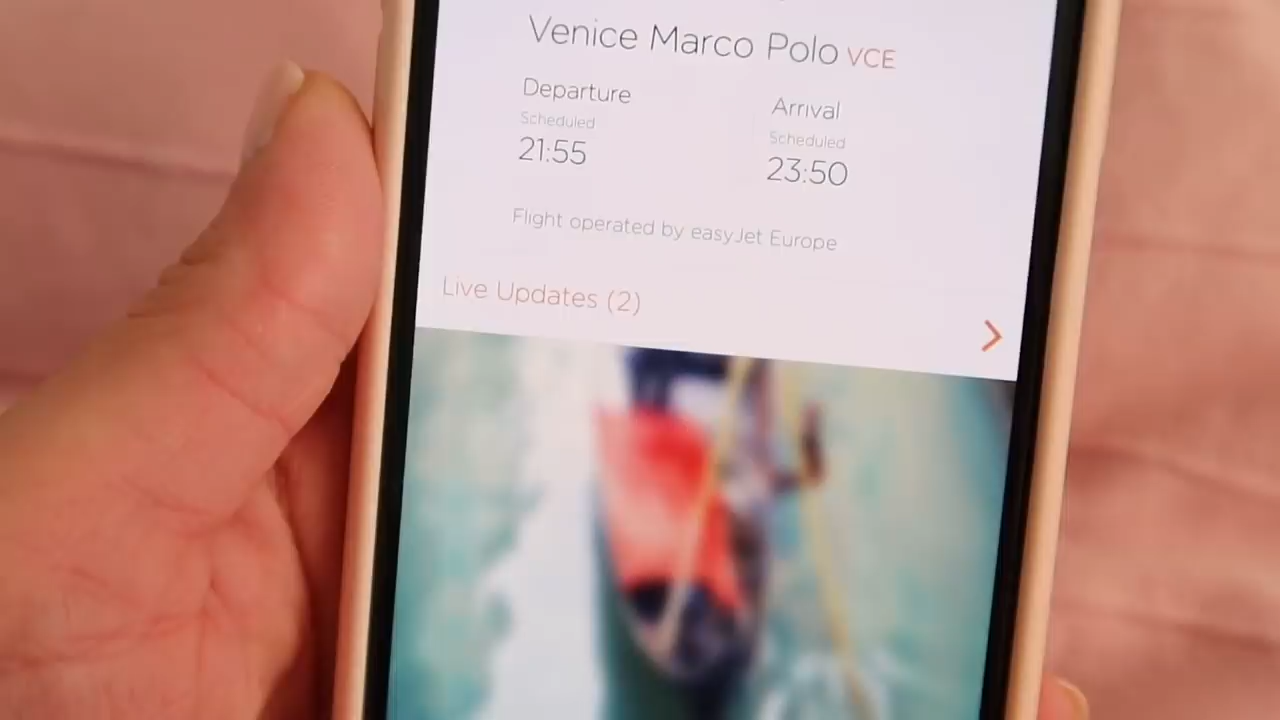 Venice Marco Polo VCE
Departure
Scheduled
21:55
Arrival
Scheduled
23:50
Flight operated by easyJet Europe
Live Updates (2)